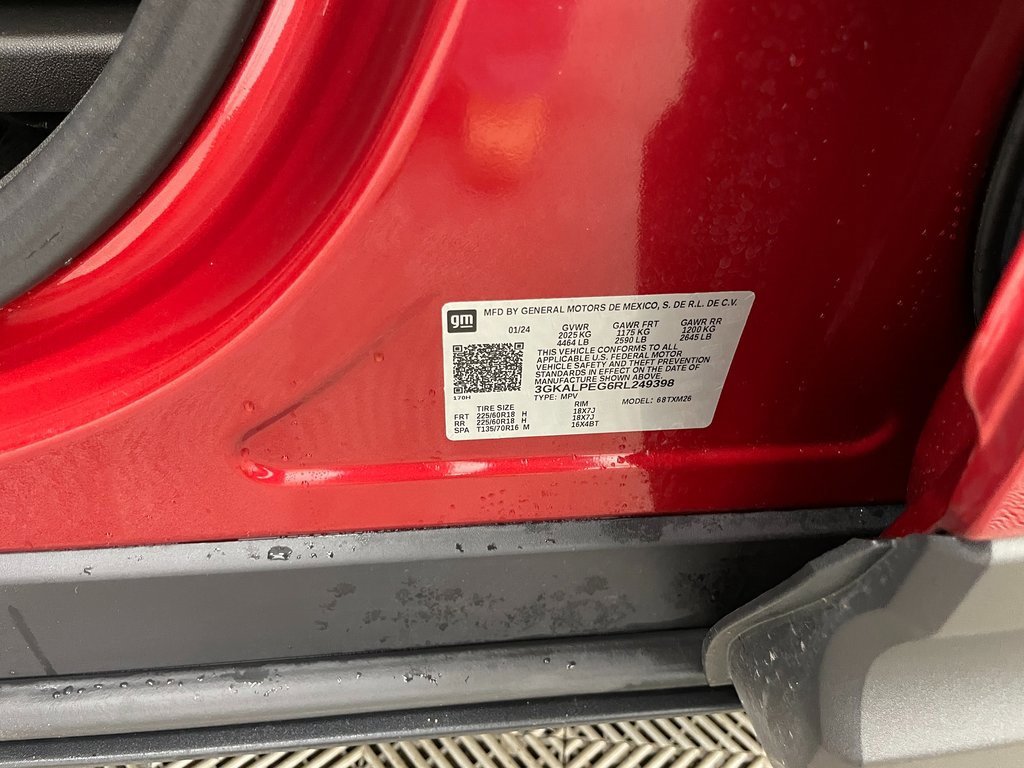 gm
MFD BY GENERAL MOTORS DE MEXICO, S. DE R.L. DE C.V.
01/24 GVWR GAWR FRT GAWR RR
2025 KG 1175 KG 1200 KG
4464 LB 2590 LB 2645 LB
THIS VEHICLE CONFORMS TO ALL
APPLICABLE U.S. FEDERAL MOTOR
VEHICLE SAFETY AND THEFT PREVENTION
STANDARDS IN EFFECT ON THE DATE OF
MANUFACTURE SHOWN ABOVE.
3GKALPEG6RL249398
170H
TYPE: MPV MODEL: 68TXM26
TIRE SIZE RIM
FRT 225/60R18 H 18X7J
RR 225/60R18 H 18X7J
SPA T135/70R16 M 16X4BT